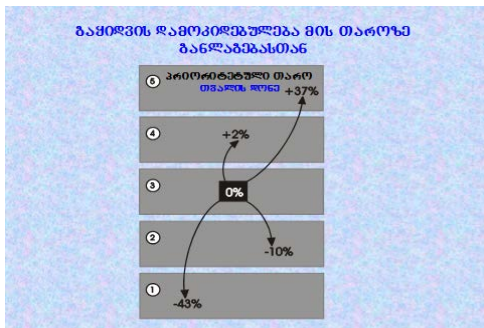 გაყიდვის დამოკიდებულება მის თაროზე
განლაგებასთან
5 პრიორიტეტული თარო
თვალის დონე +37%
4 +2%
3 0%
2 -10%
1 -43%